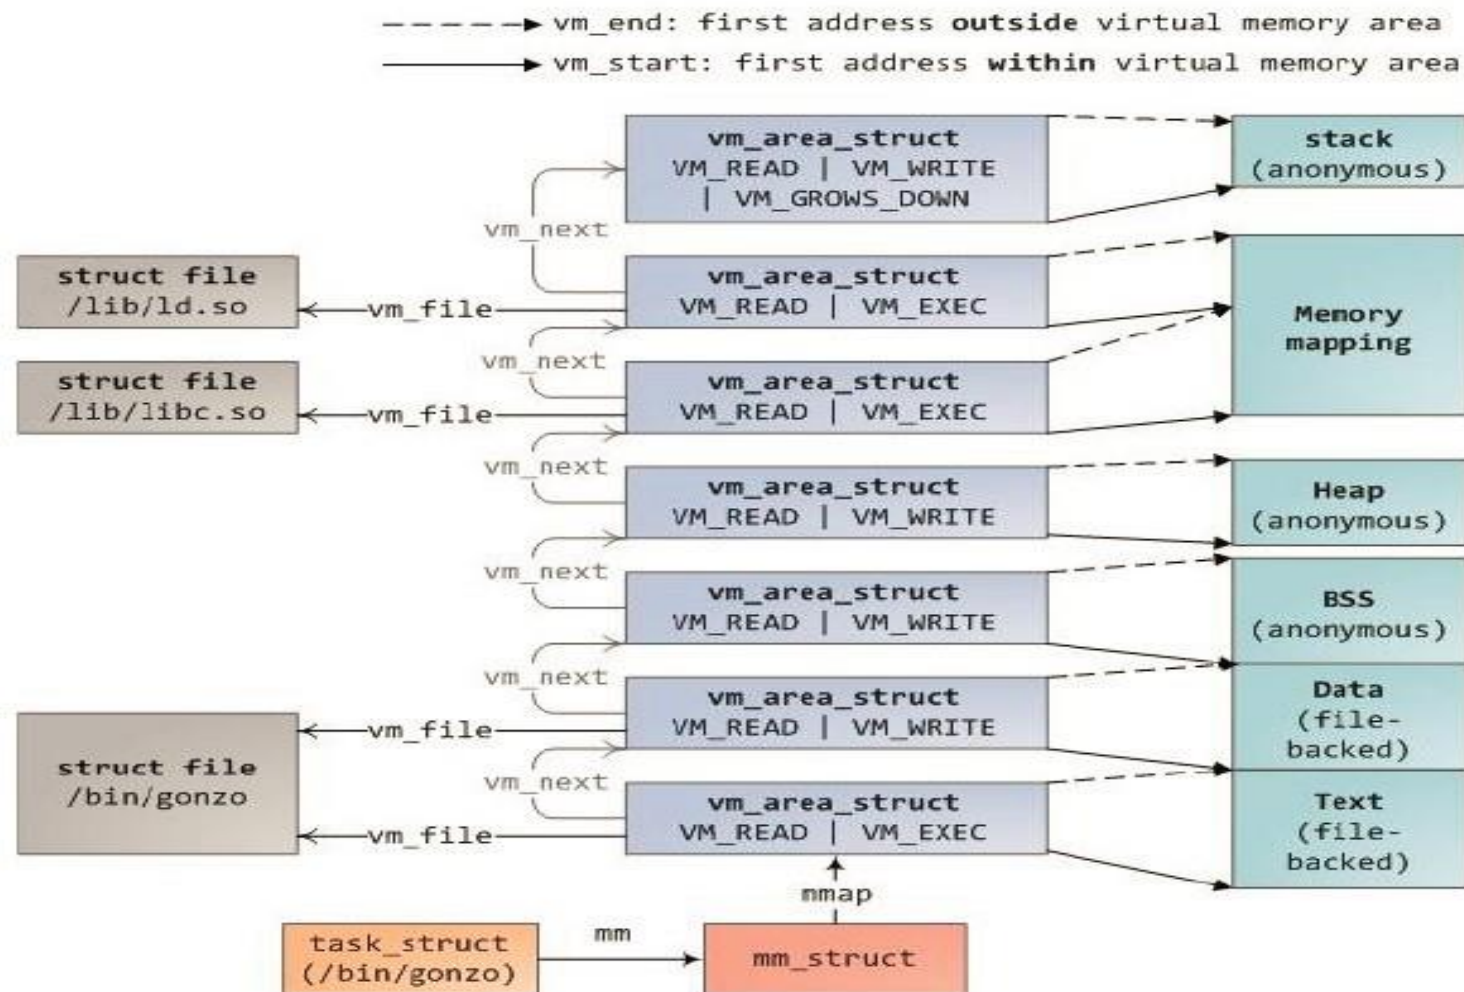 vm_end: first address outside virtual memory area
vm_start: first address within virtual memory area
vm_area_struct
VM_READ | VM_WRITE
| VM_GROWS_DOWN
stack
(anonymous)
vm_next
struct file
/lib/ld.so
vm_file
vm_area_struct
VM_READ | VM_EXEC
Memory
mapping
vm_next
struct file
/lib/libc.so
vm_file
vm_area_struct
VM_READ | VM_EXEC
vm_next
vm_area_struct
VM_READ | VM_WRITE
Heap
(anonymous)
vm_next
vm_area_struct
VM_READ | VM_WRITE
BSS
(anonymous)
vm_next
vm_file
vm_area_struct
VM_READ | VM_WRITE
Data
(file-
backed)
struct file
/bin/gonzo
vm_next
vm_file
vm_area_struct
VM_READ | VM_EXEC
Text
(file-
backed)
mmap
task_struct
(/bin/gonzo)
mm
mm_struct